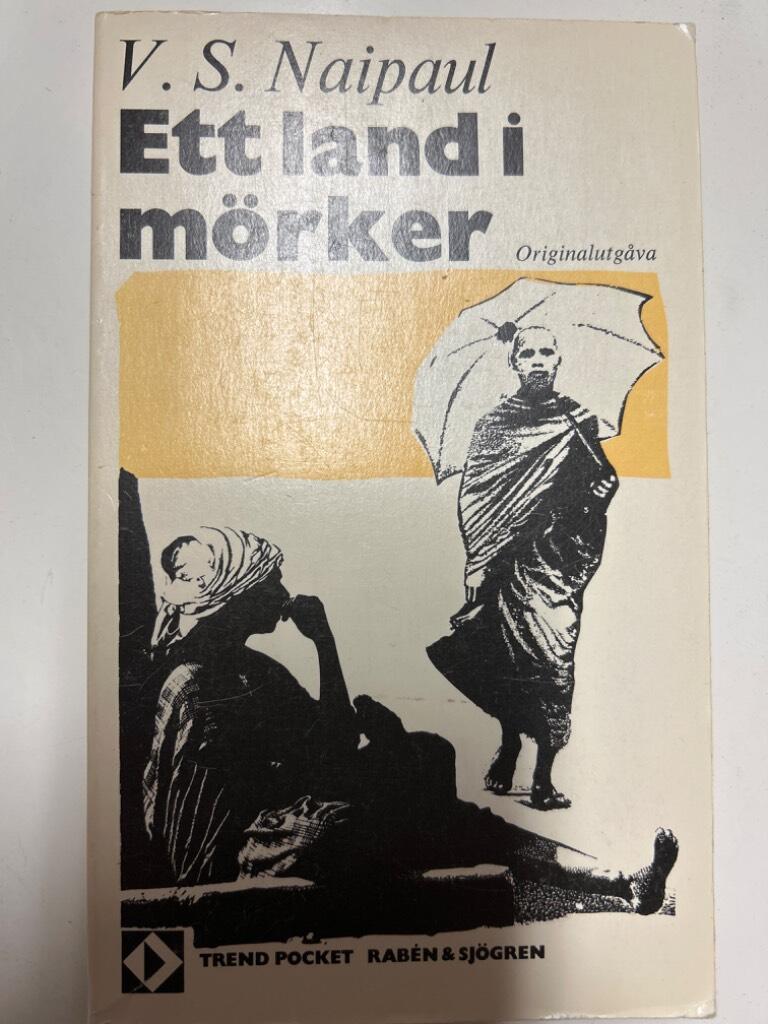 V. S. Naipaul
Ett land i
mörker
Originalutgåva
TREND POCKET RABÉN & SJÖGREN